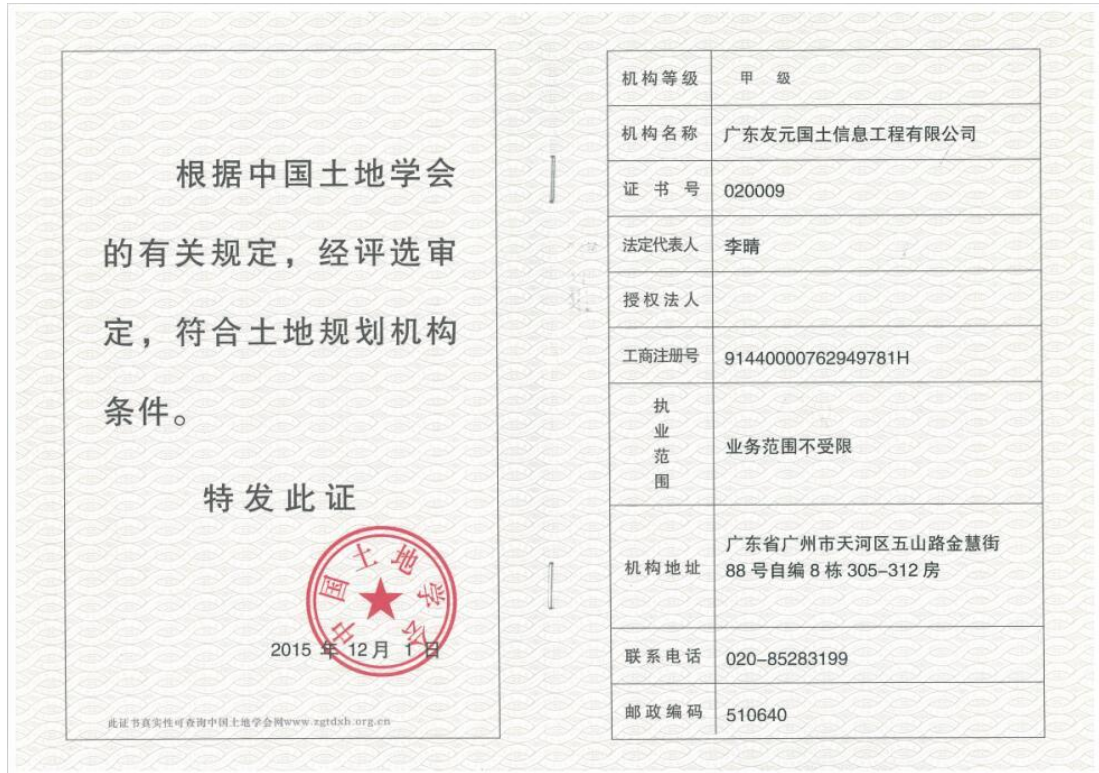 根据中国土地学会
的有关规定，经评选审
定，符合土地规划机构
条件。
特发此证
中国土地学会
2015 年 12月 1日
此证书真实性可查询中国土地学会网www.zgtdxh.org.cn
机构等级 甲 级
机构名称 广东友元国土信息工程有限公司
证 书 号 020009
法定代表人 李晴
授权法人
工商注册号 91440000762949781H
执业范围 业务范围不受限
机构地址 广东省广州市天河区五山路金慧街
88 号自编 8 栋 305–312 房
联系电话 020–85283199
邮政编码 510640